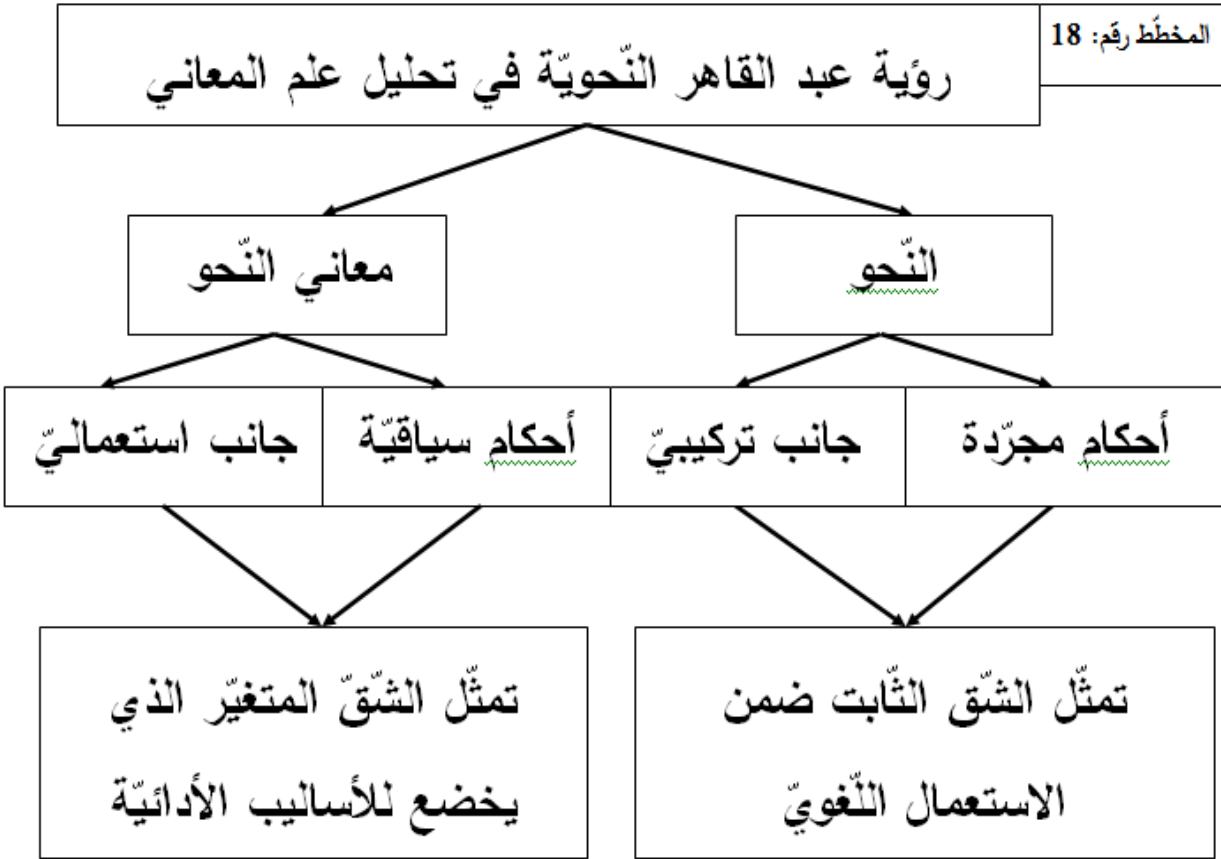 المخطّط رقم: 18
رؤية عبد القاهر النّحويّة في تحليل علم المعاني
النّحو
معاني النّحو
أحكام مجرّدة
جانب تركيبيّ
أحكام سياقيّة
جانب استعماليّ
تمثّل الشّق الثّابت ضمن
الاستعمال اللّغويّ
تمثّل الشّقّ المتغيّر الذي
يخضع للأساليب الأدائيّة